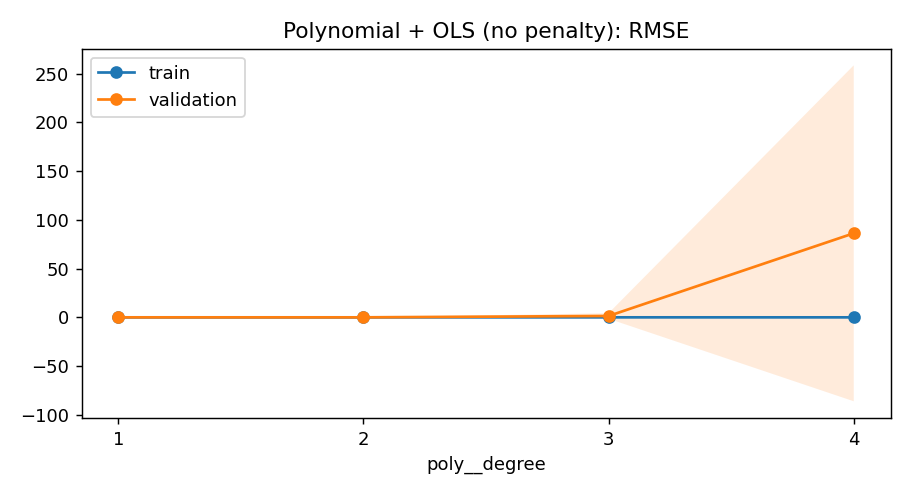 Polynomial + OLS (no penalty): RMSE
train
validation
250
200
150
100
50
0
−50
−100
1 2 3 4
poly__degree